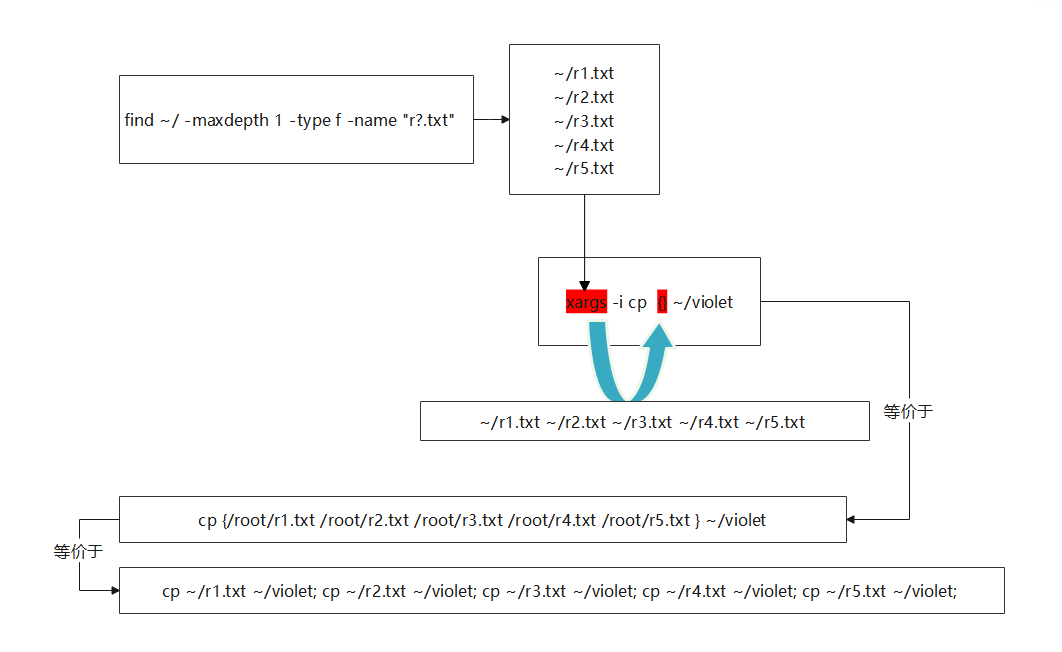 find ~/ -maxdepth 1 -type f -name "r?.txt"
~/r1.txt
~/r2.txt
~/r3.txt
~/r4.txt
~/r5.txt
xargs -i cp {} ~/violet
~/r1.txt ~/r2.txt ~/r3.txt ~/r4.txt ~/r5.txt
等价于
cp {/root/r1.txt /root/r2.txt /root/r3.txt /root/r4.txt /root/r5.txt } ~/violet
等价于
cp ~/r1.txt ~/violet; cp ~/r2.txt ~/violet; cp ~/r3.txt ~/violet; cp ~/r4.txt ~/violet; cp ~/r5.txt ~/violet;